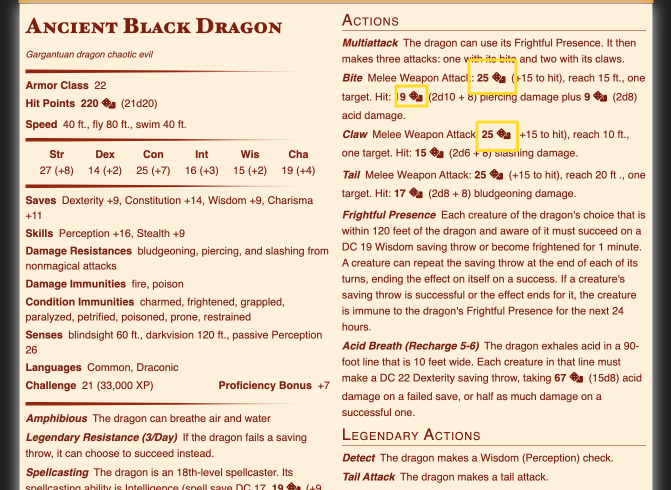 ANCIENT BLACK DRAGON
Gargantuan dragon chaotic evil
Armor Class 22
Hit Points 220 (21d20)
Speed 40 ft., fly 80 ft., swim 40 ft.
Str Dex Con Int Wis Cha
27 (+8) 14 (+2) 25 (+7) 16 (+3) 15 (+2) 19 (+4)
Saves Dexterity +9, Constitution +14, Wisdom +9, Charisma
+11
Skills Perception +16, Stealth +9
Damage Resistances bludgeoning, piercing, and slashing from
nonmagical attacks
Damage Immunities fire, poison
Condition Immunities charmed, frightened, grappled,
paralyzed, petrified, poisoned, prone, restrained
Senses blindsight 60 ft., darkvision 120 ft., passive Perception
26
Languages Common, Draconic
Challenge 21 (33,000 XP) Proficiency Bonus +7
Amphibious The dragon can breathe air and water
Legendary Resistance (3/Day) If the dragon fails a saving
throw, it can choose to succeed instead.
Spellcasting The dragon is an 18th-level spellcaster. Its
spellcasting ability is Intelligence (spell save DC 17, 19 (+9
ACTIONS
Multiattack The dragon can use its Frightful Presence. It then
makes three attacks: one with its bite and two with its claws.
Bite Melee Weapon Attack: 25 (+15 to hit), reach 15 ft., one
target. Hit: 9 (2d10 + 8) piercing damage plus 9 (2d8)
acid damage.
Claw Melee Weapon Attack 25 +15 to hit), reach 10 ft.,
one target. Hit: 15 (2d6 + 8) slashing damage.
Tail Melee Weapon Attack: 25 (+15 to hit), reach 20 ft ., one
target. Hit: 17 (2d8 + 8) bludgeoning damage.
Frightful Presence Each creature of the dragon's choice that is
within 120 feet of the dragon and aware of it must succeed on a
DC 19 Wisdom saving throw or become frightened for 1 minute.
A creature can repeat the saving throw at the end of each of its
turns, ending the effect on itself on a success. If a creature's
saving throw is successful or the effect ends for it, the creature
is immune to the dragon's Frightful Presence for the next 24
hours.
Acid Breath (Recharge 5-6) The dragon exhales acid in a 90-
foot line that is 10 feet wide. Each creature in that line must
make a DC 22 Dexterity saving throw, taking 67 (15d8) acid
damage on a failed save, or half as much damage on a
successful one.
LEGENDARY ACTIONS
Detect The dragon makes a Wisdom (Perception) check.
Tail Attack The dragon makes a tail attack.